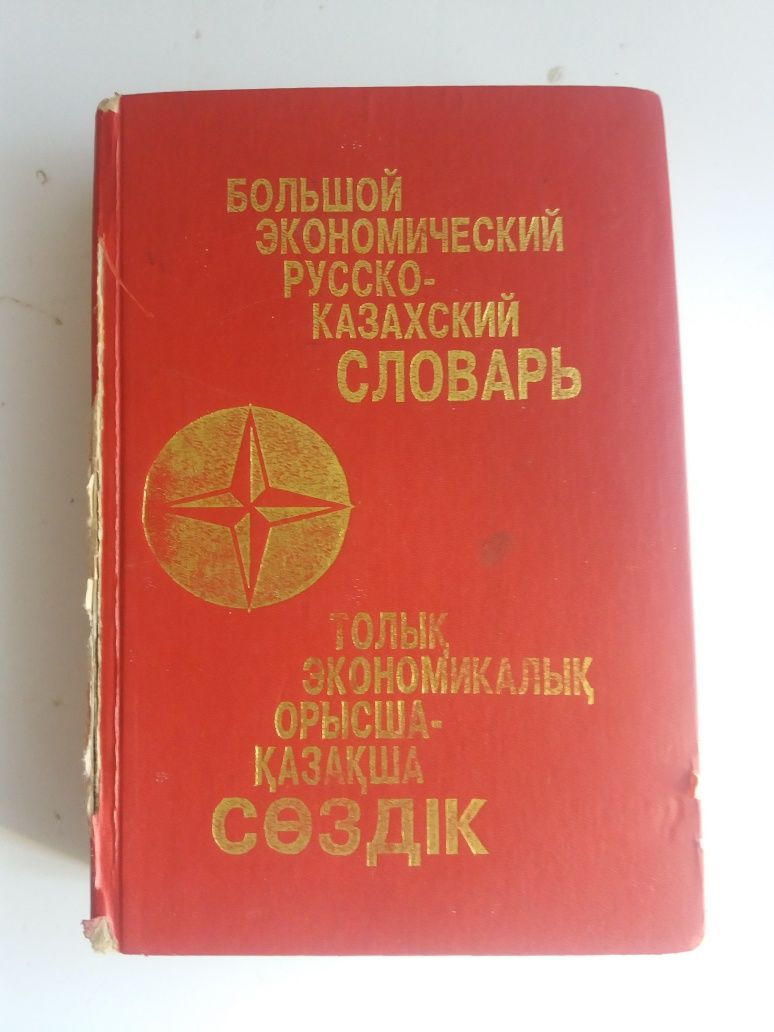 БОЛЬШОЙ
ЭКОНОМИЧЕСКИЙ
РУССКО-
КАЗАХСКИЙ
СЛОВАРЬ
ТОЛЫҚ
ЭКОНОМИКАЛЫҚ
ОРЫСША-
ҚАЗАҚША
СӨЗДІК